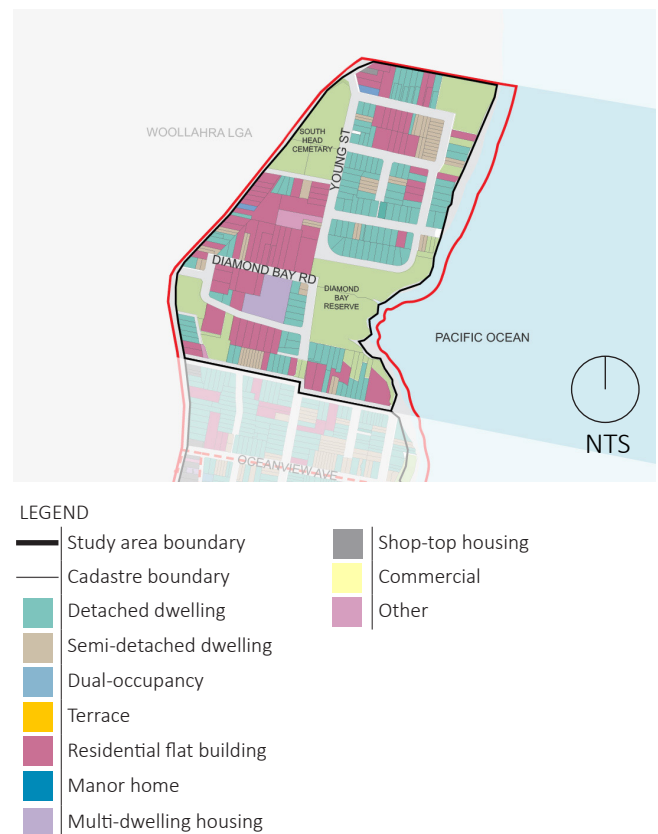 WOOLLAHRA LGA
SOUTH
HEAD
CEMETARY
YOUNG ST
DIAMOND BAY RD
DIAMOND
BAY
RESERVE
PACIFIC OCEAN
NTS
OCEANVIEW AVE
LEGEND
Study area boundary
Cadastre boundary
Detached dwelling
Semi-detached dwelling
Dual-occupancy
Terrace
Residential flat building
Manor home
Multi-dwelling housing
Shop-top housing
Commercial
Other